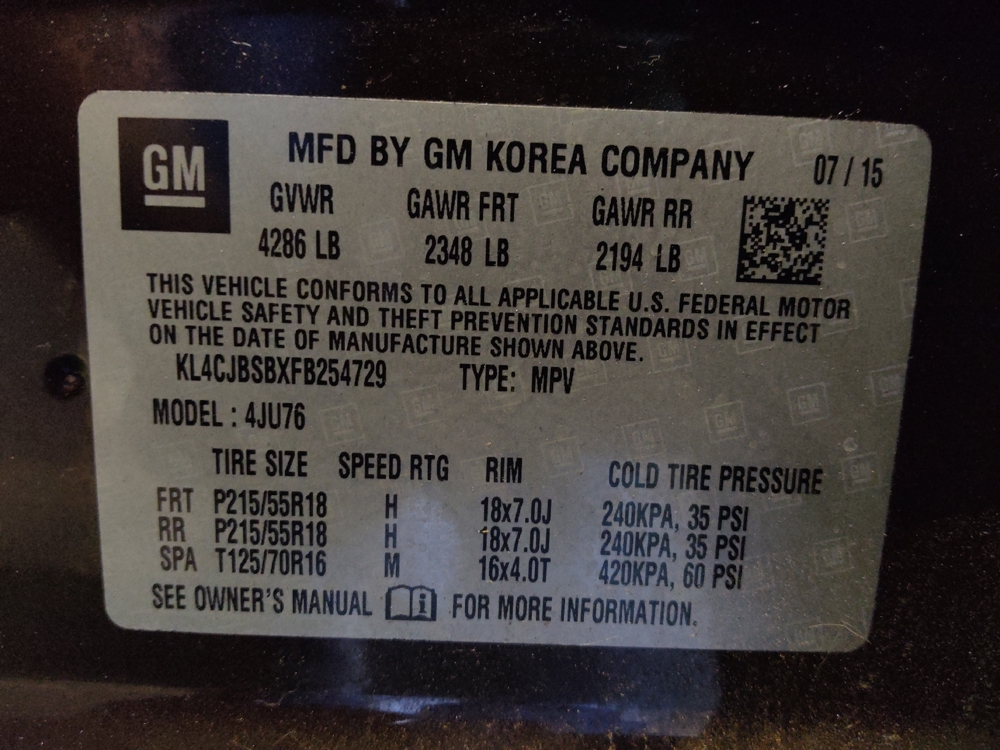 GM
MFD BY GM KOREA COMPANY 07 / 15
GVWR GAWR FRT GAWR RR
4286 LB 2348 LB 2194 LB
THIS VEHICLE CONFORMS TO ALL APPLICABLE U.S. FEDERAL MOTOR
VEHICLE SAFETY AND THEFT PREVENTION STANDARDS IN EFFECT
ON THE DATE OF MANUFACTURE SHOWN ABOVE.
KL4CJBSBXFB254729 TYPE: MPV
MODEL : 4JU76
TIRE SIZE SPEED RTG RIM COLD TIRE PRESSURE
FRT P215/55R18 H 18x7.0J 240KPA, 35 PSI
RR P215/55R18 H 18x7.0J 240KPA, 35 PSI
SPA T125/70R16 M 16x4.0T 420KPA, 60 PSI
SEE OWNER'S MANUAL i FOR MORE INFORMATION.